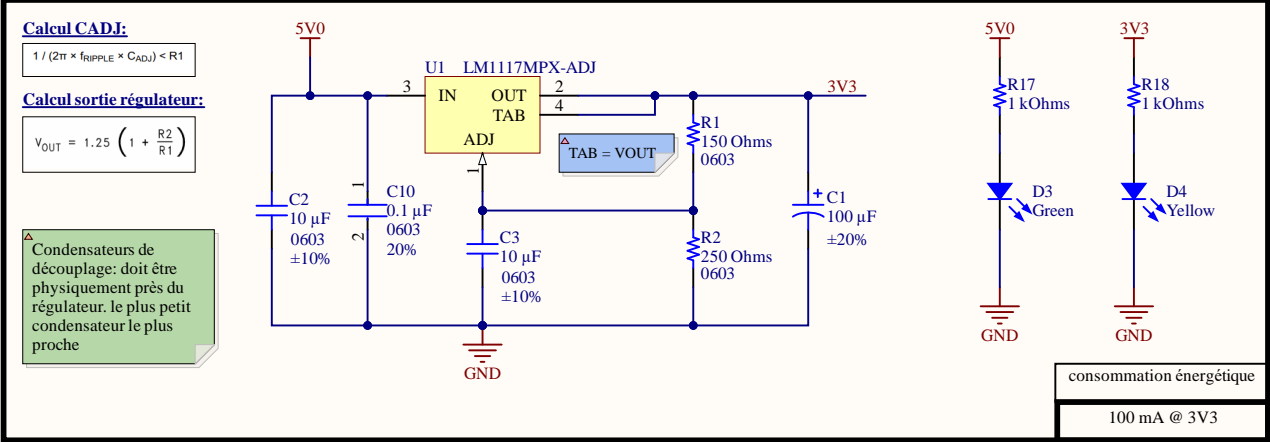 Calcul CADJ:
1 / (2π × fRIPPLE × CADJ) < R1
Calcul sortie régulateur:
VOUT = 1.25 ( 1 + R2/R1 )
Condensateurs de
découplage: doit être
physiquement près du
régulateur. le plus petit
condensateur le plus
proche
5V0
U1 LM1117MPX-ADJ
3
IN
OUT
2
TAB
4
ADJ
1
3V3
TAB = VOUT
R1
150 Ohms
0603
C2
10 µF
0603
±10%
1
2
C10
0.1 µF
0603
20%
C3
10 µF
0603
±10%
R2
250 Ohms
0603
+
C1
100 µF
±20%
GND
5V0
R17
1 kOhms
D3
Green
GND
3V3
R18
1 kOhms
D4
Yellow
GND
consommation énergétique
100 mA @ 3V3